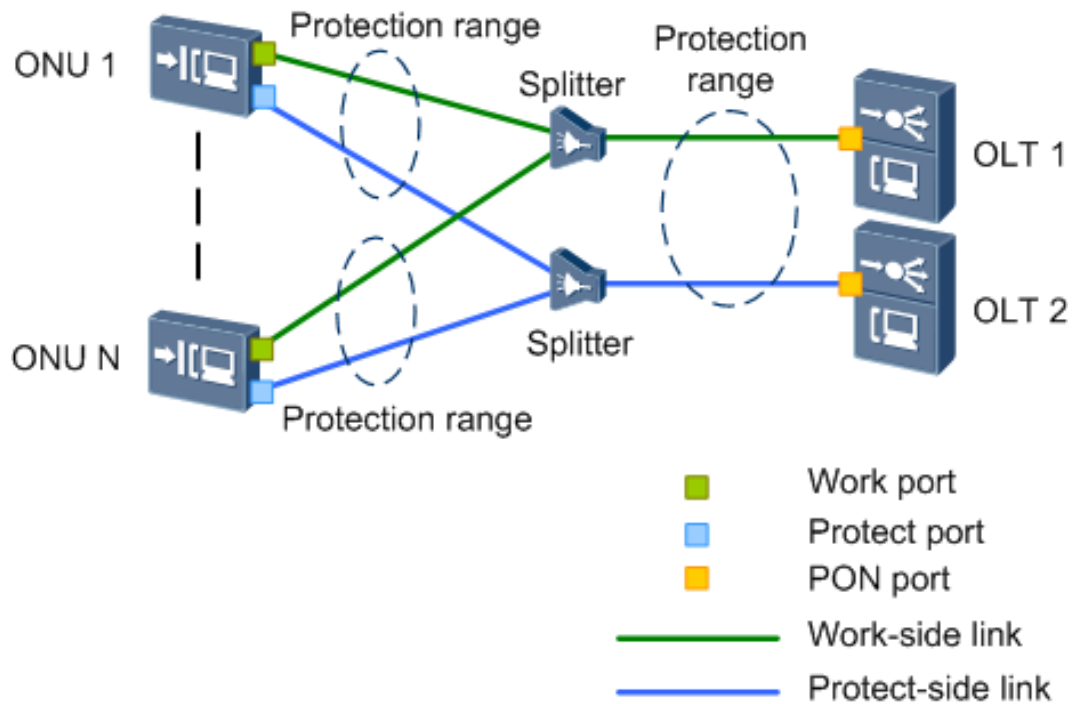 Protection range
Protection
range
ONU 1
Splitter
OLT 1
OLT 2
ONU N
Splitter
Protection range
Work port
Protect port
PON port
Work-side link
Protect-side link